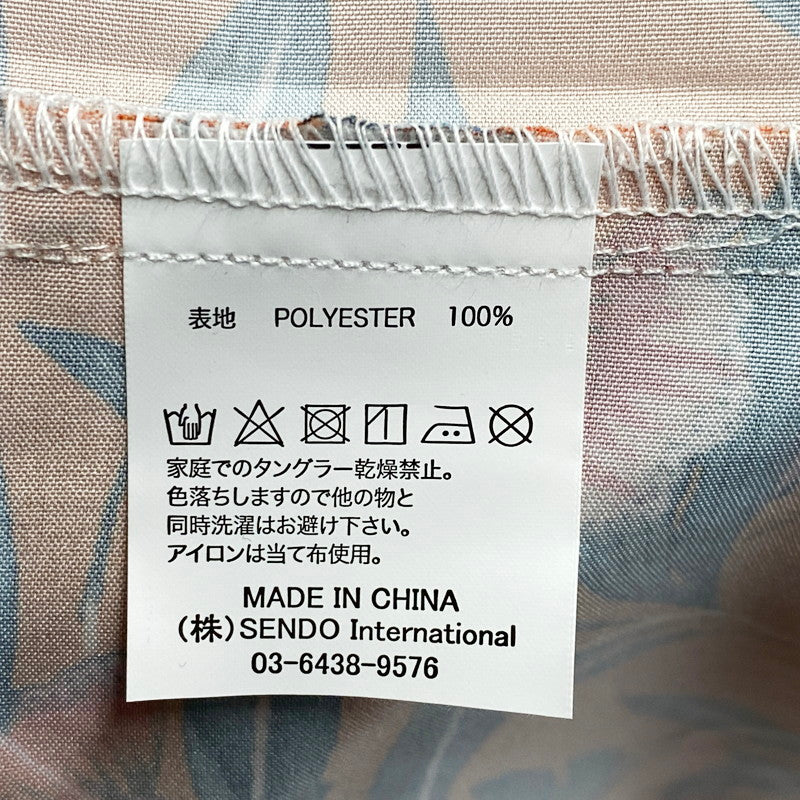 表地 POLYESTER 100%
家庭でのタングラー乾燥禁止。
色落ちしますので他の物と
同時洗濯はお避け下さい。
アイロンは当て布使用。
MADE IN CHINA
(株)SENDO International
03-6438-9576